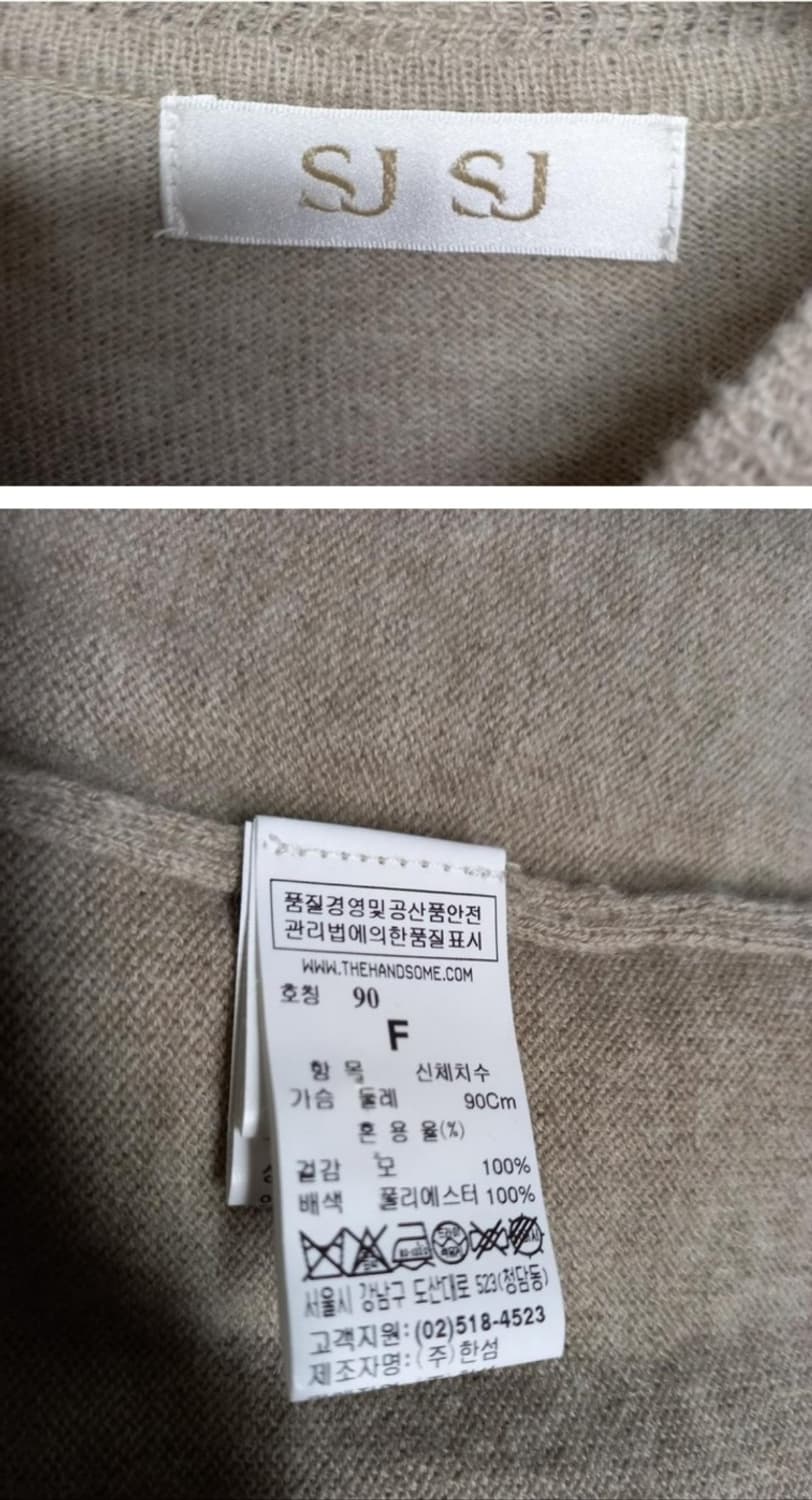 SJ SJ
품질경영및공산품안전
관리법에의한품질표시
WWW.THEHANDSOME.COM
호칭 90
F
항 목 신체치수
가슴 둘레 90Cm
혼 용 율(%)
겉감 모 100%
배색 폴리에스터 100%
서울시 강남구 도산대로 523(청담동)
고객지원:(02)518-4523
제조자명:(주)한섬